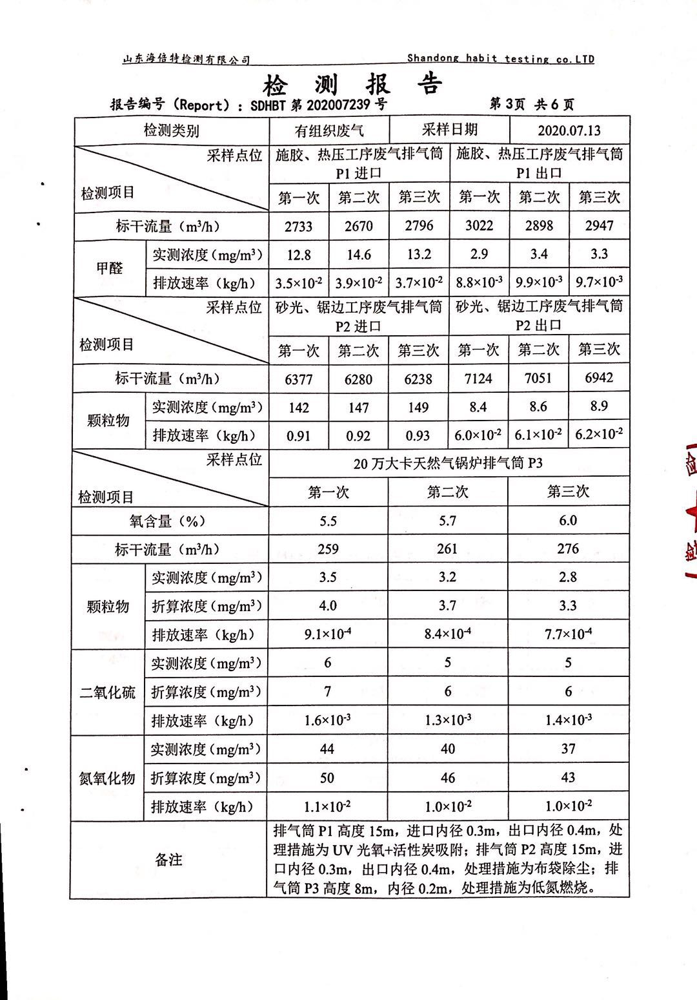 山东海倍特检测有限公司 Shandong habit testing co.LTD
检 测 报 告
报告编号（Report）: SDHBT 第 202007239 号 第 3页 共 6 页
检测类别 有组织废气 采样日期 2020.07.13
采样点位 施胶、热压工序废气排气筒 施胶、热压工序废气排气筒
P1 进口 P1 出口
检测项目 第一次 第二次 第三次 第一次 第二次 第三次
标干流量（m³/h） 2733 2670 2796 3022 2898 2947
甲醛 实测浓度（mg/m³） 12.8 14.6 13.2 2.9 3.4 3.3
排放速率（kg/h） 3.5×10⁻² 3.9×10⁻² 3.7×10⁻² 8.8×10⁻³ 9.9×10⁻³ 9.7×10⁻³
采样点位 砂光、锯边工序废气排气筒 砂光、锯边工序废气排气筒
P2 进口 P2 出口
检测项目 第一次 第二次 第三次 第一次 第二次 第三次
标干流量（m³/h） 6377 6280 6238 7124 7051 6942
颗粒物 实测浓度（mg/m³） 142 147 149 8.4 8.6 8.9
排放速率（kg/h） 0.91 0.92 0.93 6.0×10⁻² 6.1×10⁻² 6.2×10⁻²
采样点位 20 万大卡天然气锅炉排气筒 P3
检测项目 第一次 第二次 第三次
氧含量（%） 5.5 5.7 6.0
标干流量（m³/h） 259 261 276
颗粒物 实测浓度（mg/m³） 3.5 3.2 2.8
折算浓度（mg/m³） 4.0 3.7 3.3
排放速率（kg/h） 9.1×10⁻⁴ 8.4×10⁻⁴ 7.7×10⁻⁴
二氧化硫 实测浓度（mg/m³） 6 5 5
折算浓度（mg/m³） 7 6 6
排放速率（kg/h） 1.6×10⁻³ 1.3×10⁻³ 1.4×10⁻³
氮氧化物 实测浓度（mg/m³） 44 40 37
折算浓度（mg/m³） 50 46 43
排放速率（kg/h） 1.1×10⁻² 1.0×10⁻² 1.0×10⁻²
备注 排气筒 P1 高度 15m，进口内径 0.3m，出口内径 0.4m，处
理措施为 UV 光氧+活性炭吸附；排气筒 P2 高度 15m，进
口内径 0.3m，出口内径 0.4m，处理措施为布袋除尘；排
气筒 P3 高度 8m，内径 0.2m，处理措施为低氮燃烧。